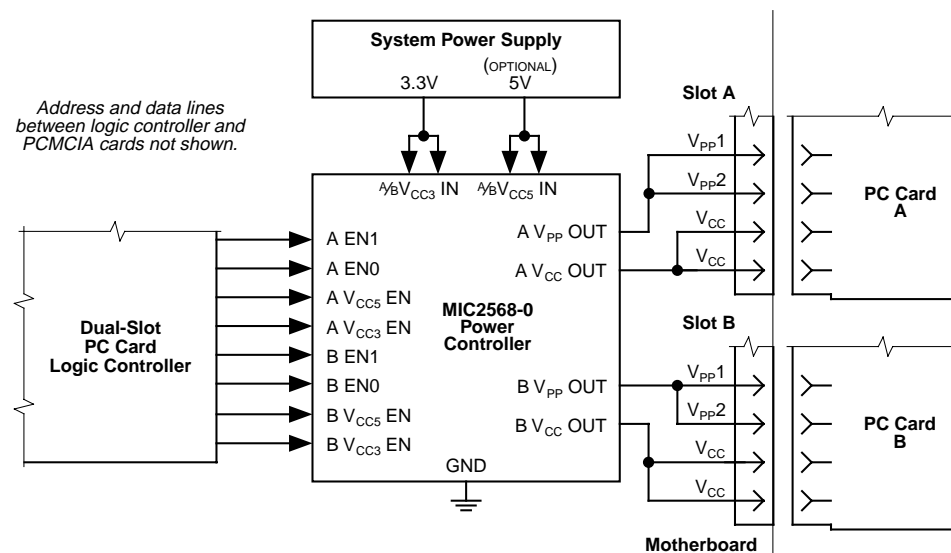 System Power Supply
(OPTIONAL)
3.3V 5V
Address and data lines
between logic controller and
PCMCIA cards not shown.
A/BVCC3 IN A/BVCC5 IN
A EN1
A EN0
A VCC5 EN
A VCC3 EN
B EN1
B EN0
B VCC5 EN
B VCC3 EN
Dual-Slot
PC Card
Logic Controller
MIC2568-0
Power
Controller
A VPP OUT
A VCC OUT
B VPP OUT
B VCC OUT
GND
Slot A
VPP1
VPP2
VCC
VCC
PC Card
A
Slot B
VPP1
VPP2
VCC
VCC
PC Card
B
Motherboard